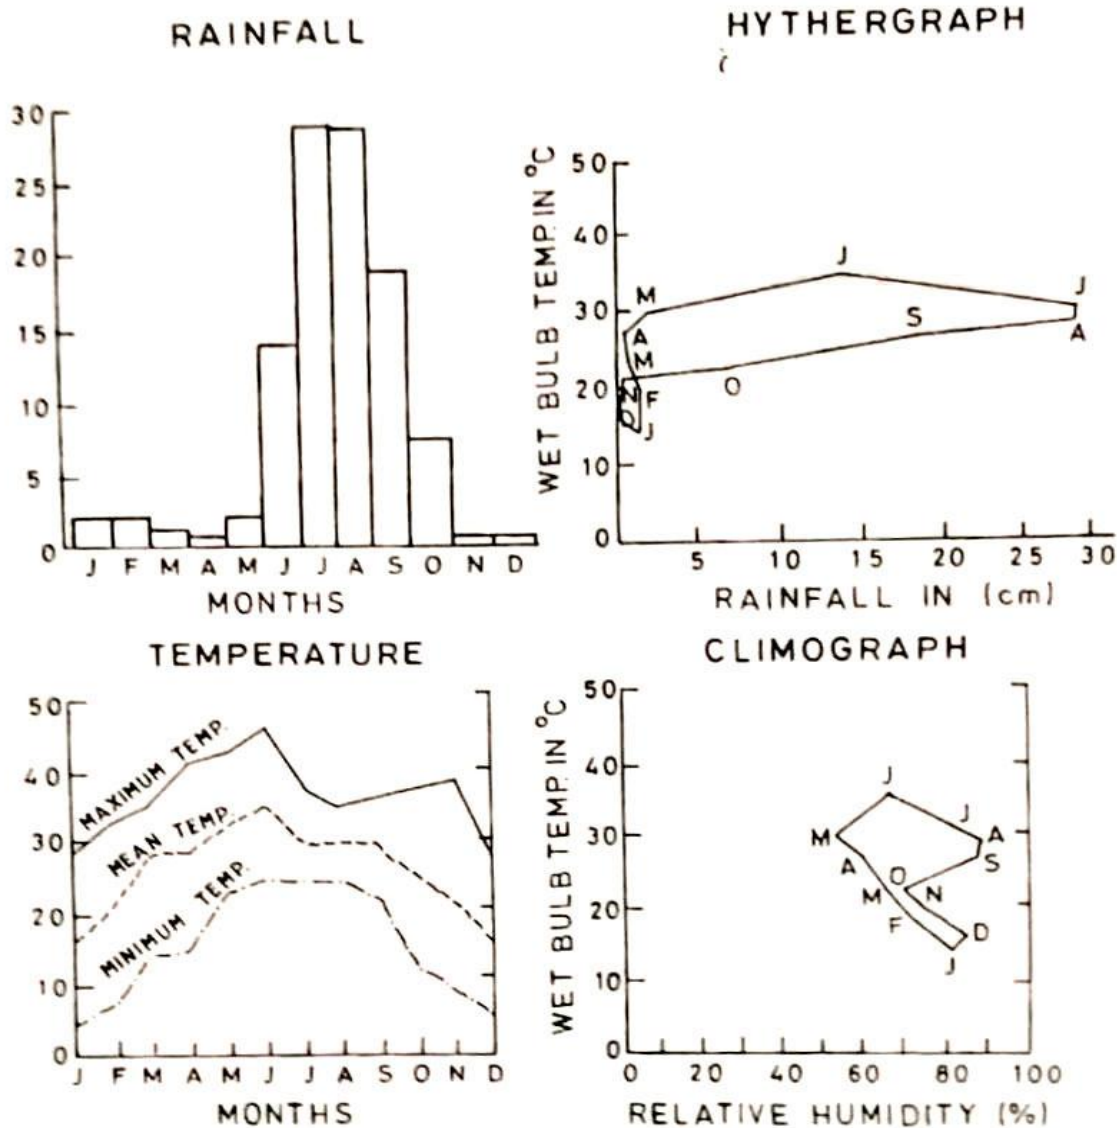 RAINFALL
30
25
20
15
10
5
0
J F M A M J J A S O N D
MONTHS
HYTHERGRAPH
WET BULB TEMP.IN °C
50
40
30
20
10
0
J
M
J
A
S
A
M
O
N
F
D
J
5 10 15 20 25 30
RAINFALL IN (cm)
TEMPERATURE
50
40
30
20
10
0
MAXIMUM TEMP.
MEAN TEMP.
MINIMUM TEMP.
J F M A M J J A S O N D
MONTHS
CLIMOGRAPH
WET BULB TEMP.IN °C
50
40
30
20
10
0
J
J
M
A
A
S
O
M
N
F
D
J
0 20 40 60 80 100
RELATIVE HUMIDITY (%)